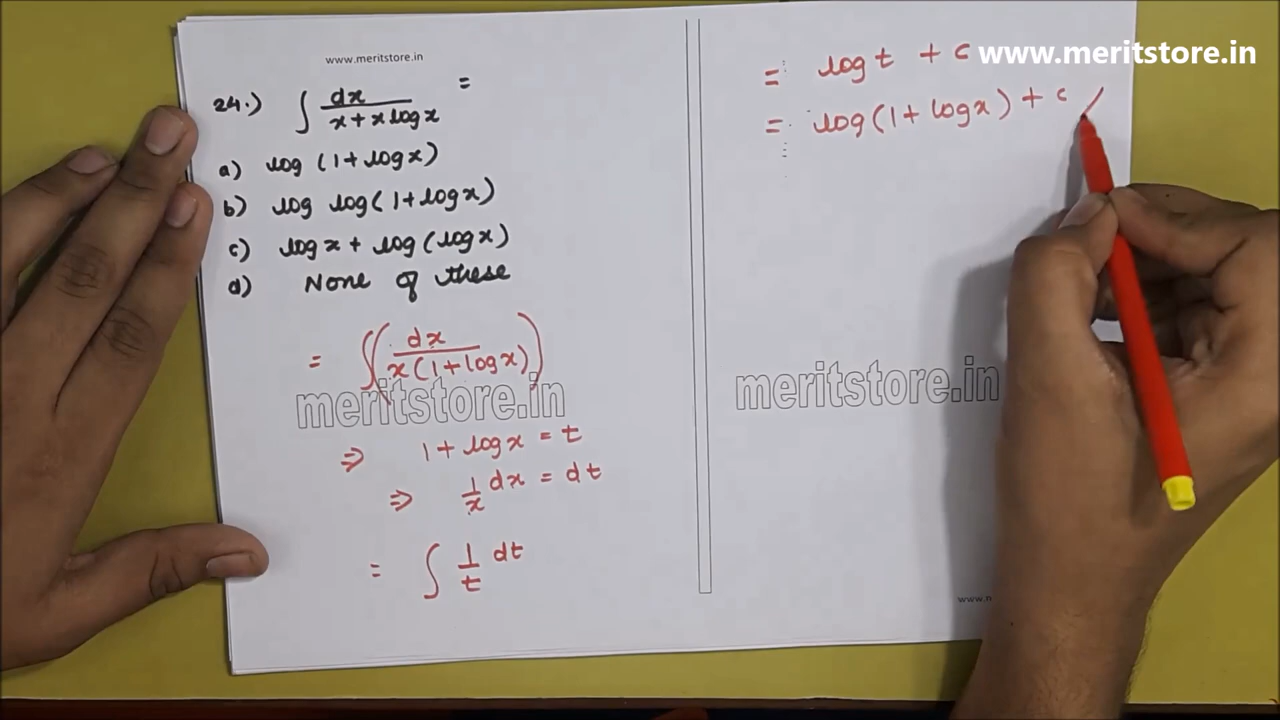 www.meritstore.in
24.) ∫ dx / (x + x log x) =
a) log (1 + log x)
b) log log (1 + log x)
c) log x + log (log x)
d) None of these
= ∫ ( dx / x(1 + log x) )
meritstore.in
⇒ 1 + log x = t
⇒ 1/x dx = dt
= ∫ 1/t dt
www.meritstore.in
= log t + c
= log (1 + log x) + c
meritstore.in